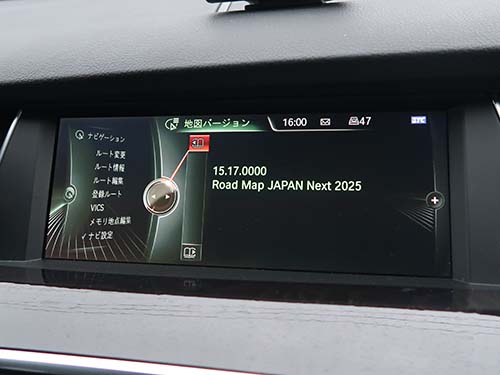 地図バージョン
16:00
47
ナビゲーション
ルート変更
ルート情報
ルート編集
登録ルート
VICS
メモリ地点編集
✓ナビ設定
15.17.0000
Road Map JAPAN Next 2025